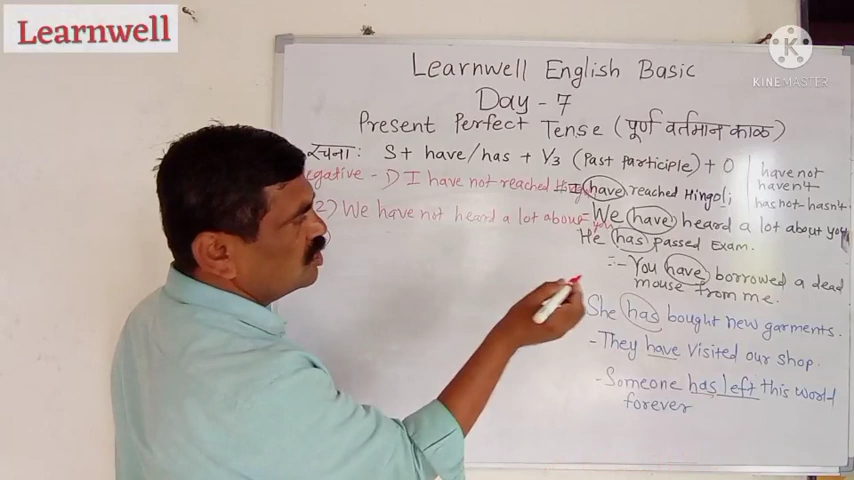 Learnwell
KINEMASTER
Learnwell English Basic
Day - 7
Present Perfect Tense (पूर्ण वर्तमान काळ)
रचना: S+ have/has + V3 (Past Participle) + O
have not
haven't
has not - hasn't
egative - 1) I have not reached
I have reached Hingoli
2) We have not heard a lot about you
- We have heard a lot about you
He has passed Exam.
:- You have borrowed a dead
mouse from me.
She has bought new garments.
- They have visited our shop.
- Someone has left this world
forever